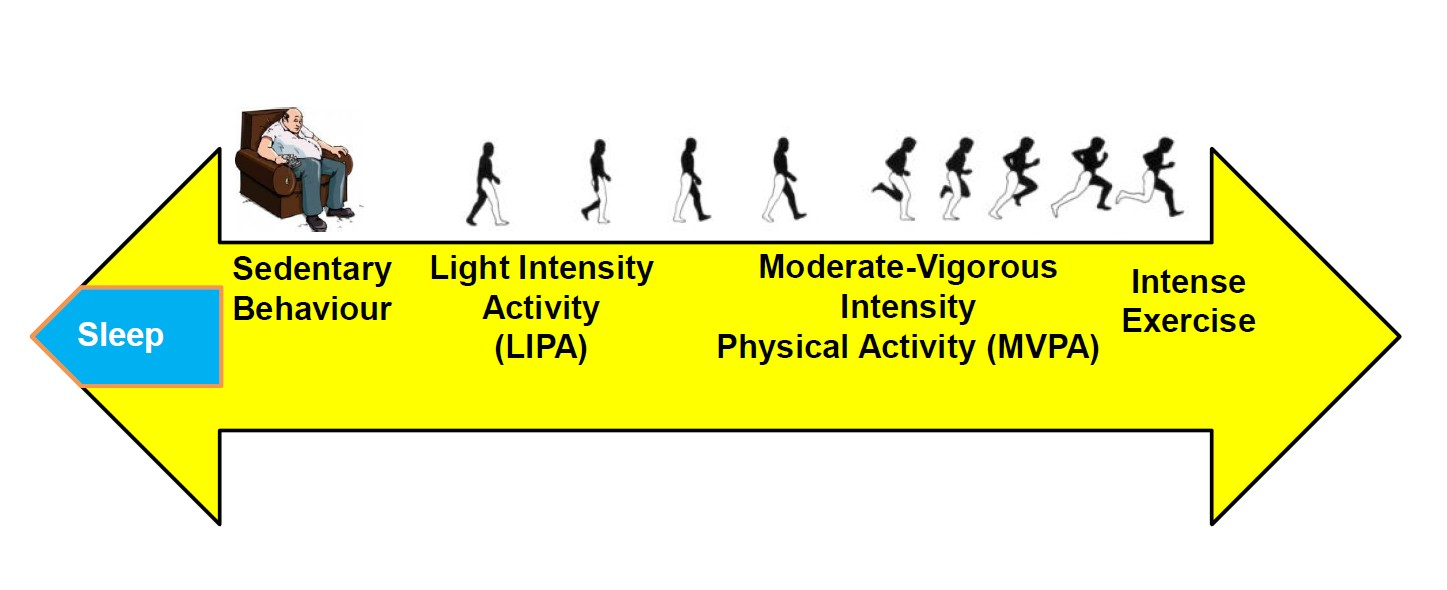 Sleep
Sedentary
Behaviour
Light Intensity
Activity
(LIPA)
Moderate-Vigorous
Intensity
Physical Activity (MVPA)
Intense
Exercise